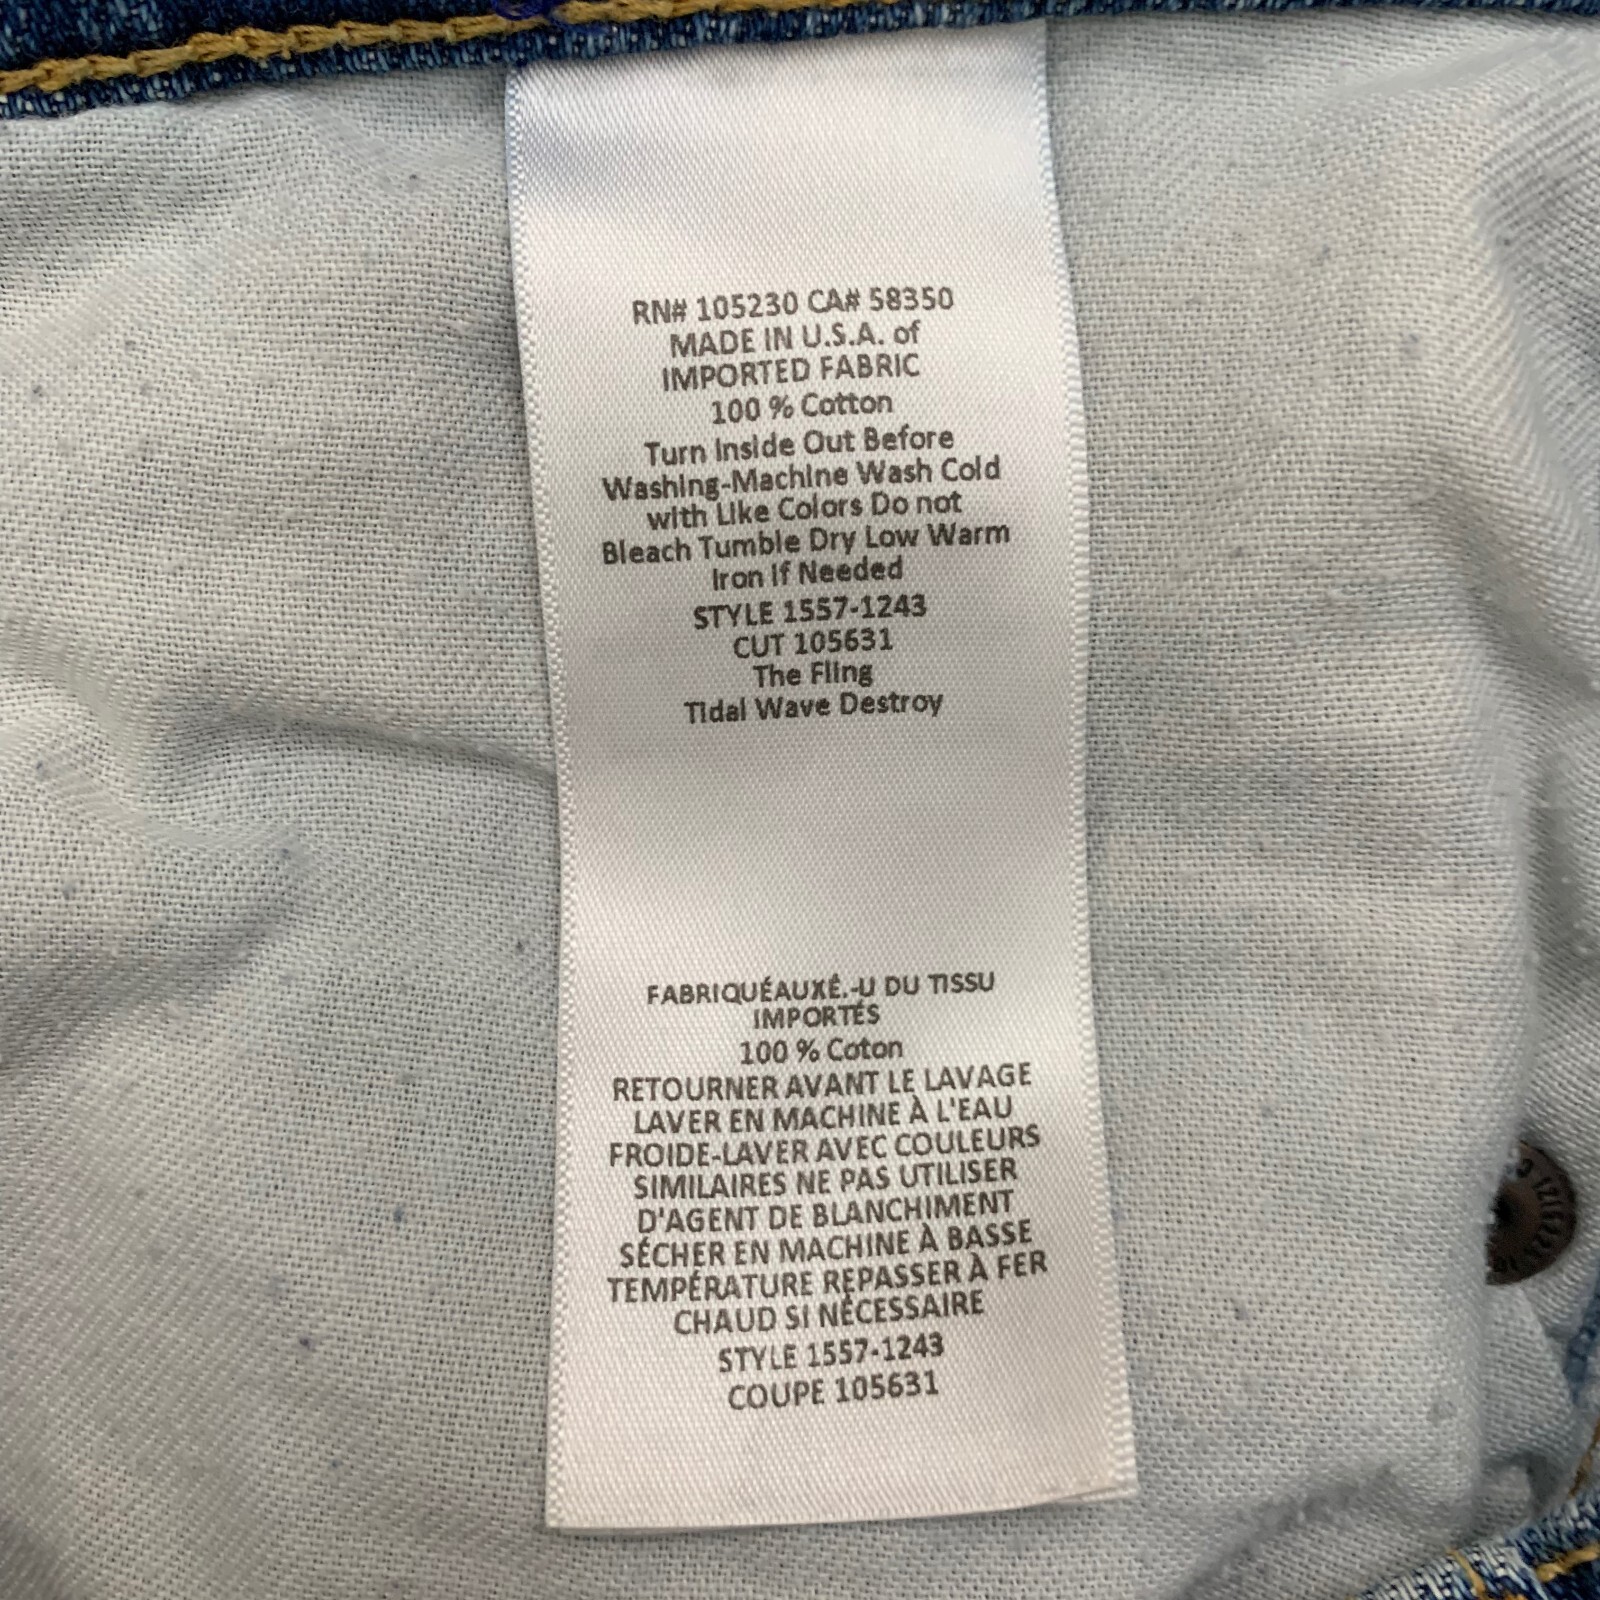 RN# 105230 CA# 58350
MADE IN U.S.A. of
IMPORTED FABRIC
100 % Cotton
Turn Inside Out Before
Washing-Machine Wash Cold
with Like Colors Do not
Bleach Tumble Dry Low Warm
Iron If Needed
STYLE 1557-1243
CUT 105631
The Fling
Tidal Wave Destroy
FABRIQUÉAUXÉ.-U DU TISSU
IMPORTÉS
100 % Coton
RETOURNER AVANT LE LAVAGE
LAVER EN MACHINE À L'EAU
FROIDE-LAVER AVEC COULEURS
SIMILAIRES NE PAS UTILISER
D'AGENT DE BLANCHIMENT
SÉCHER EN MACHINE À BASSE
TEMPÉRATURE REPASSER À FER
CHAUD SI NÉCESSAIRE
STYLE 1557-1243
COUPE 105631